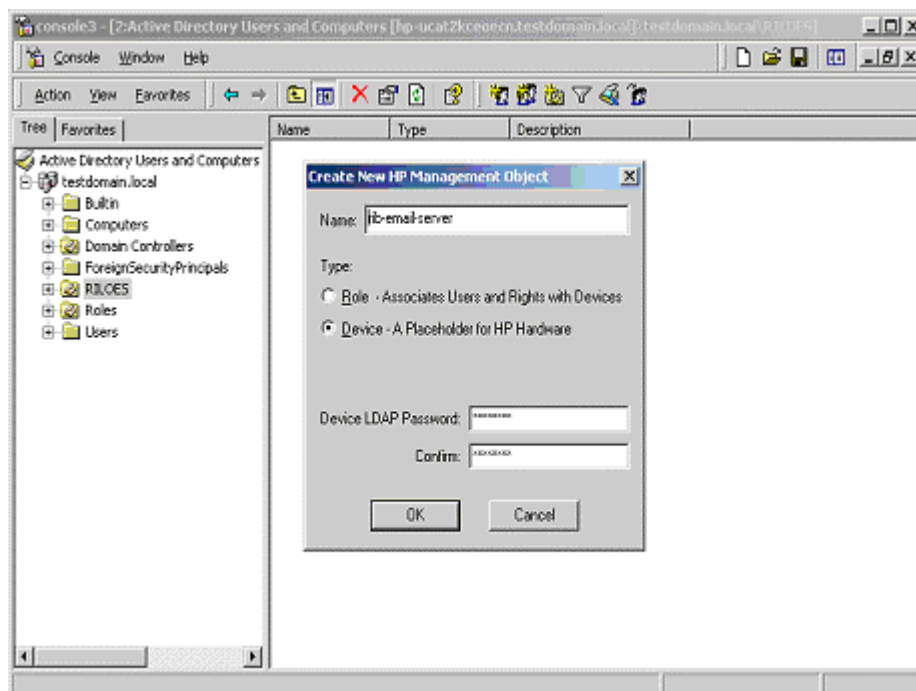 console3 - [2:Active Directory Users and Computers [hp-ucat2kceoecn.testdomain.local]\testdomain.local\RILOES]
Console Window Help
Action View Favorites
Tree Favorites
Name Type Description
Active Directory Users and Computers
testdomain.local
Builtin
Computers
Domain Controllers
ForeignSecurityPrincipals
RILOES
Roles
Users
Create New HP Management Object
Name: rib-email-server
Type:
Role - Associates Users and Rights with Devices
Device - A Placeholder for HP Hardware
Device LDAP Password: ********
Confirm: ********
OK Cancel